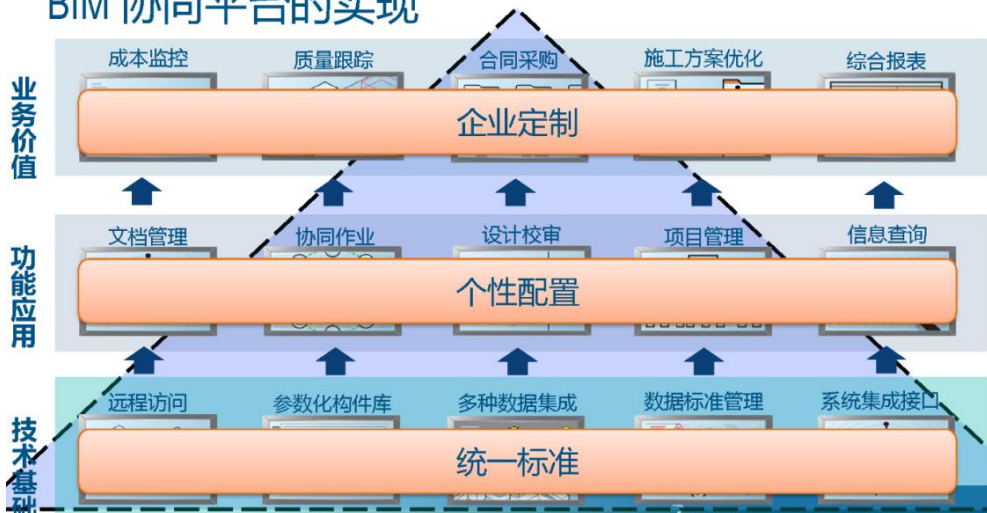 BIM 协同平台的实现
业务价值
成本监控
质量跟踪
合同采购
施工方案优化
综合报表
企业定制
功能应用
文档管理
协同作业
设计校审
项目管理
信息查询
个性配置
技术基础
远程访问
参数化构件库
多种数据集成
数据标准管理
系统集成接口
统一标准